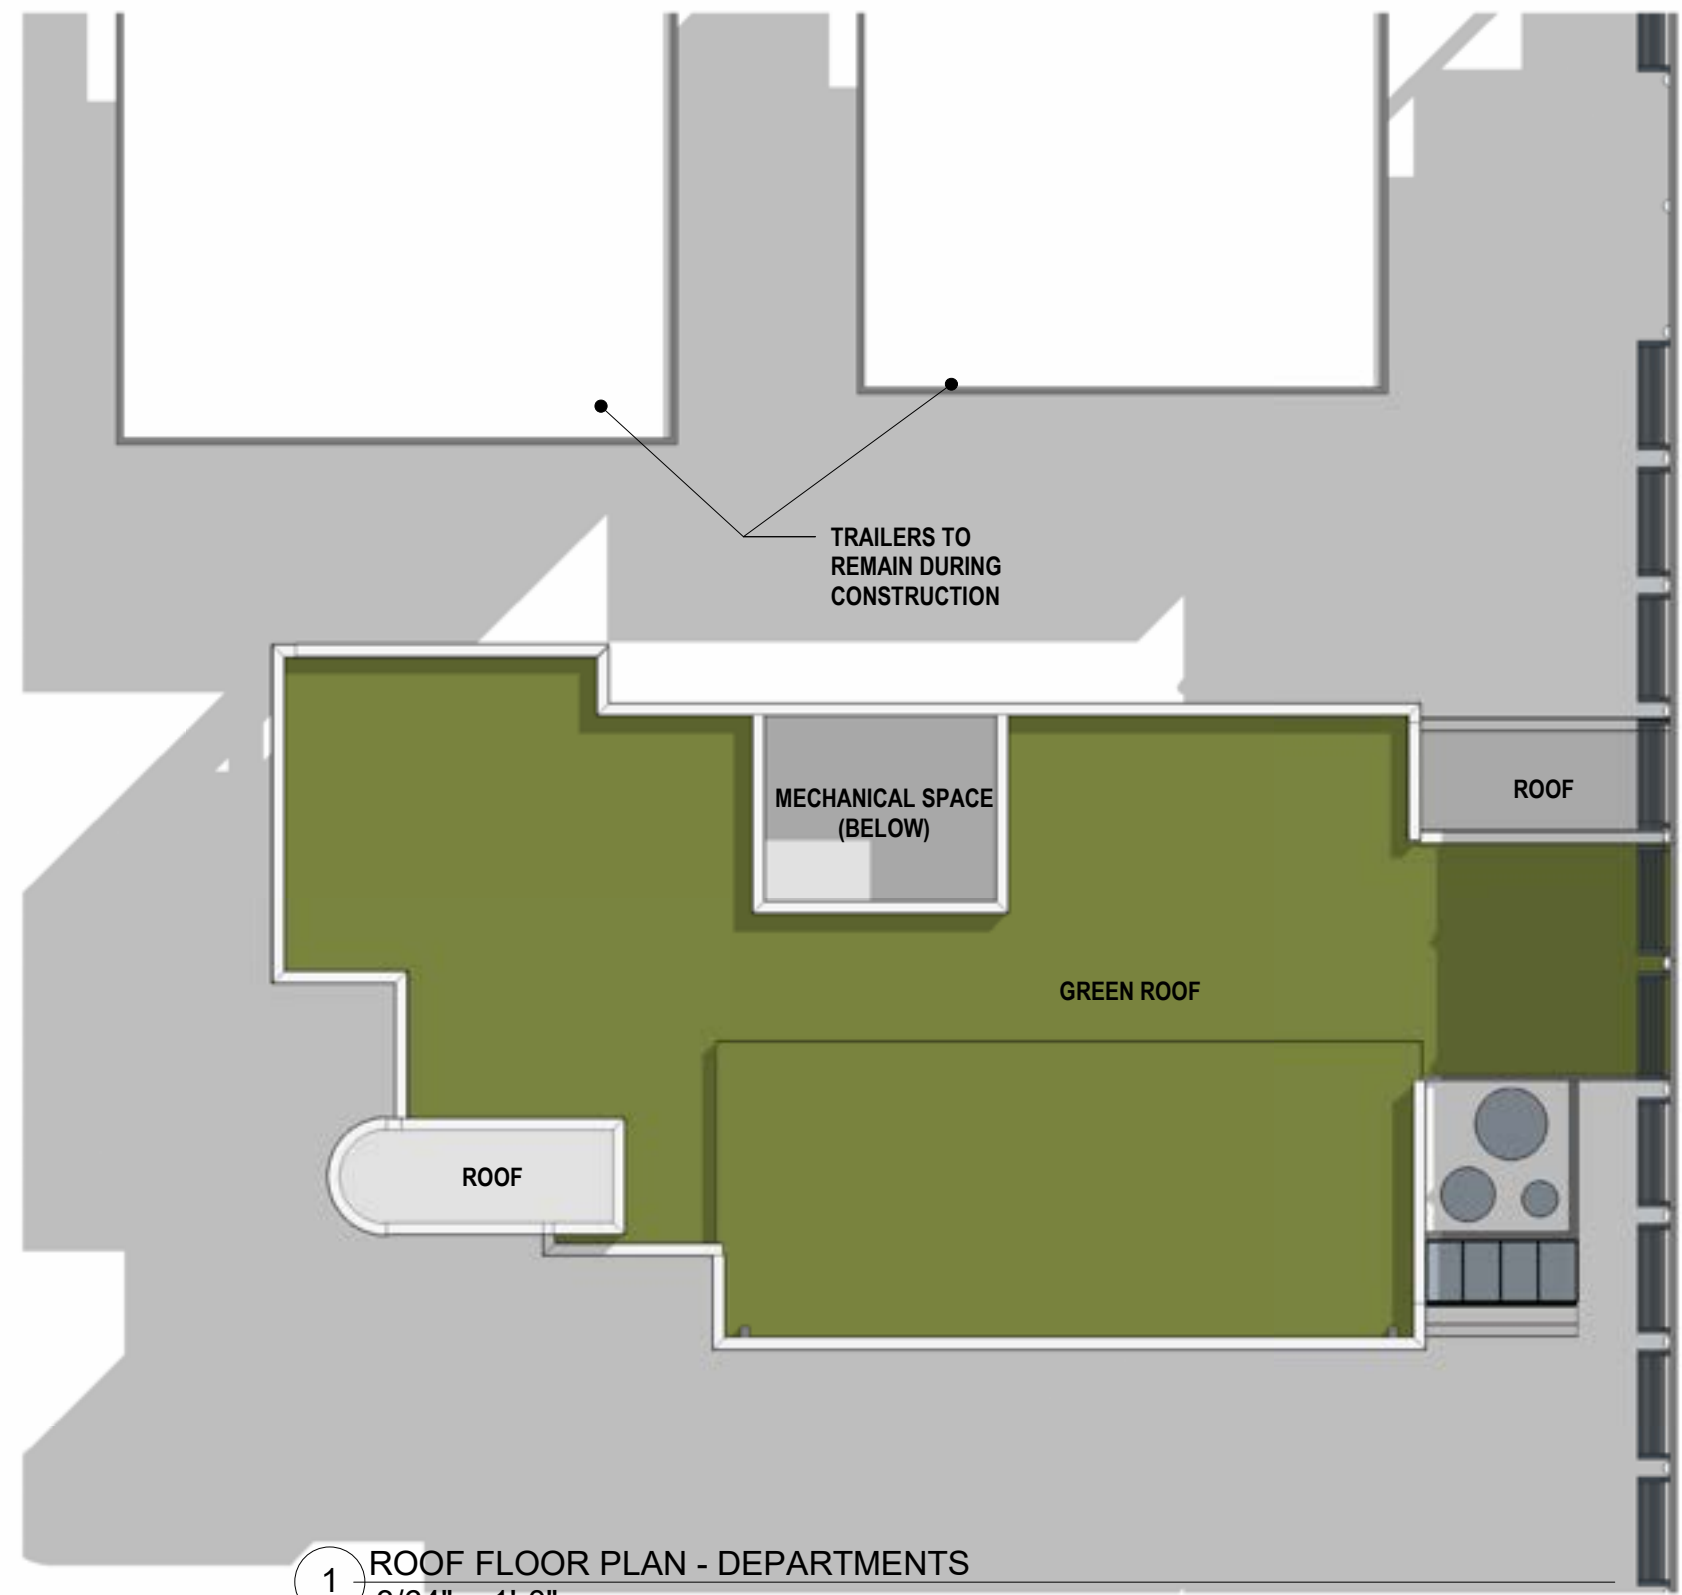 TRAILERS TO
REMAIN DURING
CONSTRUCTION
MECHANICAL SPACE
(BELOW)
ROOF
GREEN ROOF
ROOF
1
ROOF FLOOR PLAN - DEPARTMENTS